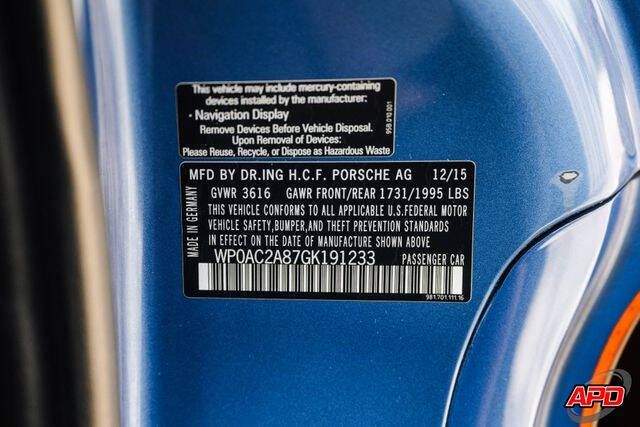 This vehicle may include mercury-containing
devices installed by the manufacturer:
· Navigation Display
Remove Devices Before Vehicle Disposal.
Upon Removal of Devices:
Please Reuse, Recycle, or Dispose as Hazardous Waste
95B 010 001
MFD BY DR.ING H.C.F. PORSCHE AG 12/15
GVWR 3616 GAWR FRONT/REAR 1731/1995 LBS
THIS VEHICLE CONFORMS TO ALL APPLICABLE U.S.FEDERAL MOTOR
VEHICLE SAFETY,BUMPER,AND THEFT PREVENTION STANDARDS
IN EFFECT ON THE DATE OF MANUFACTURE SHOWN ABOVE.
WP0AC2A87GK191233 PASSENGER CAR
MADE IN GERMANY
981.701.111.16
APD